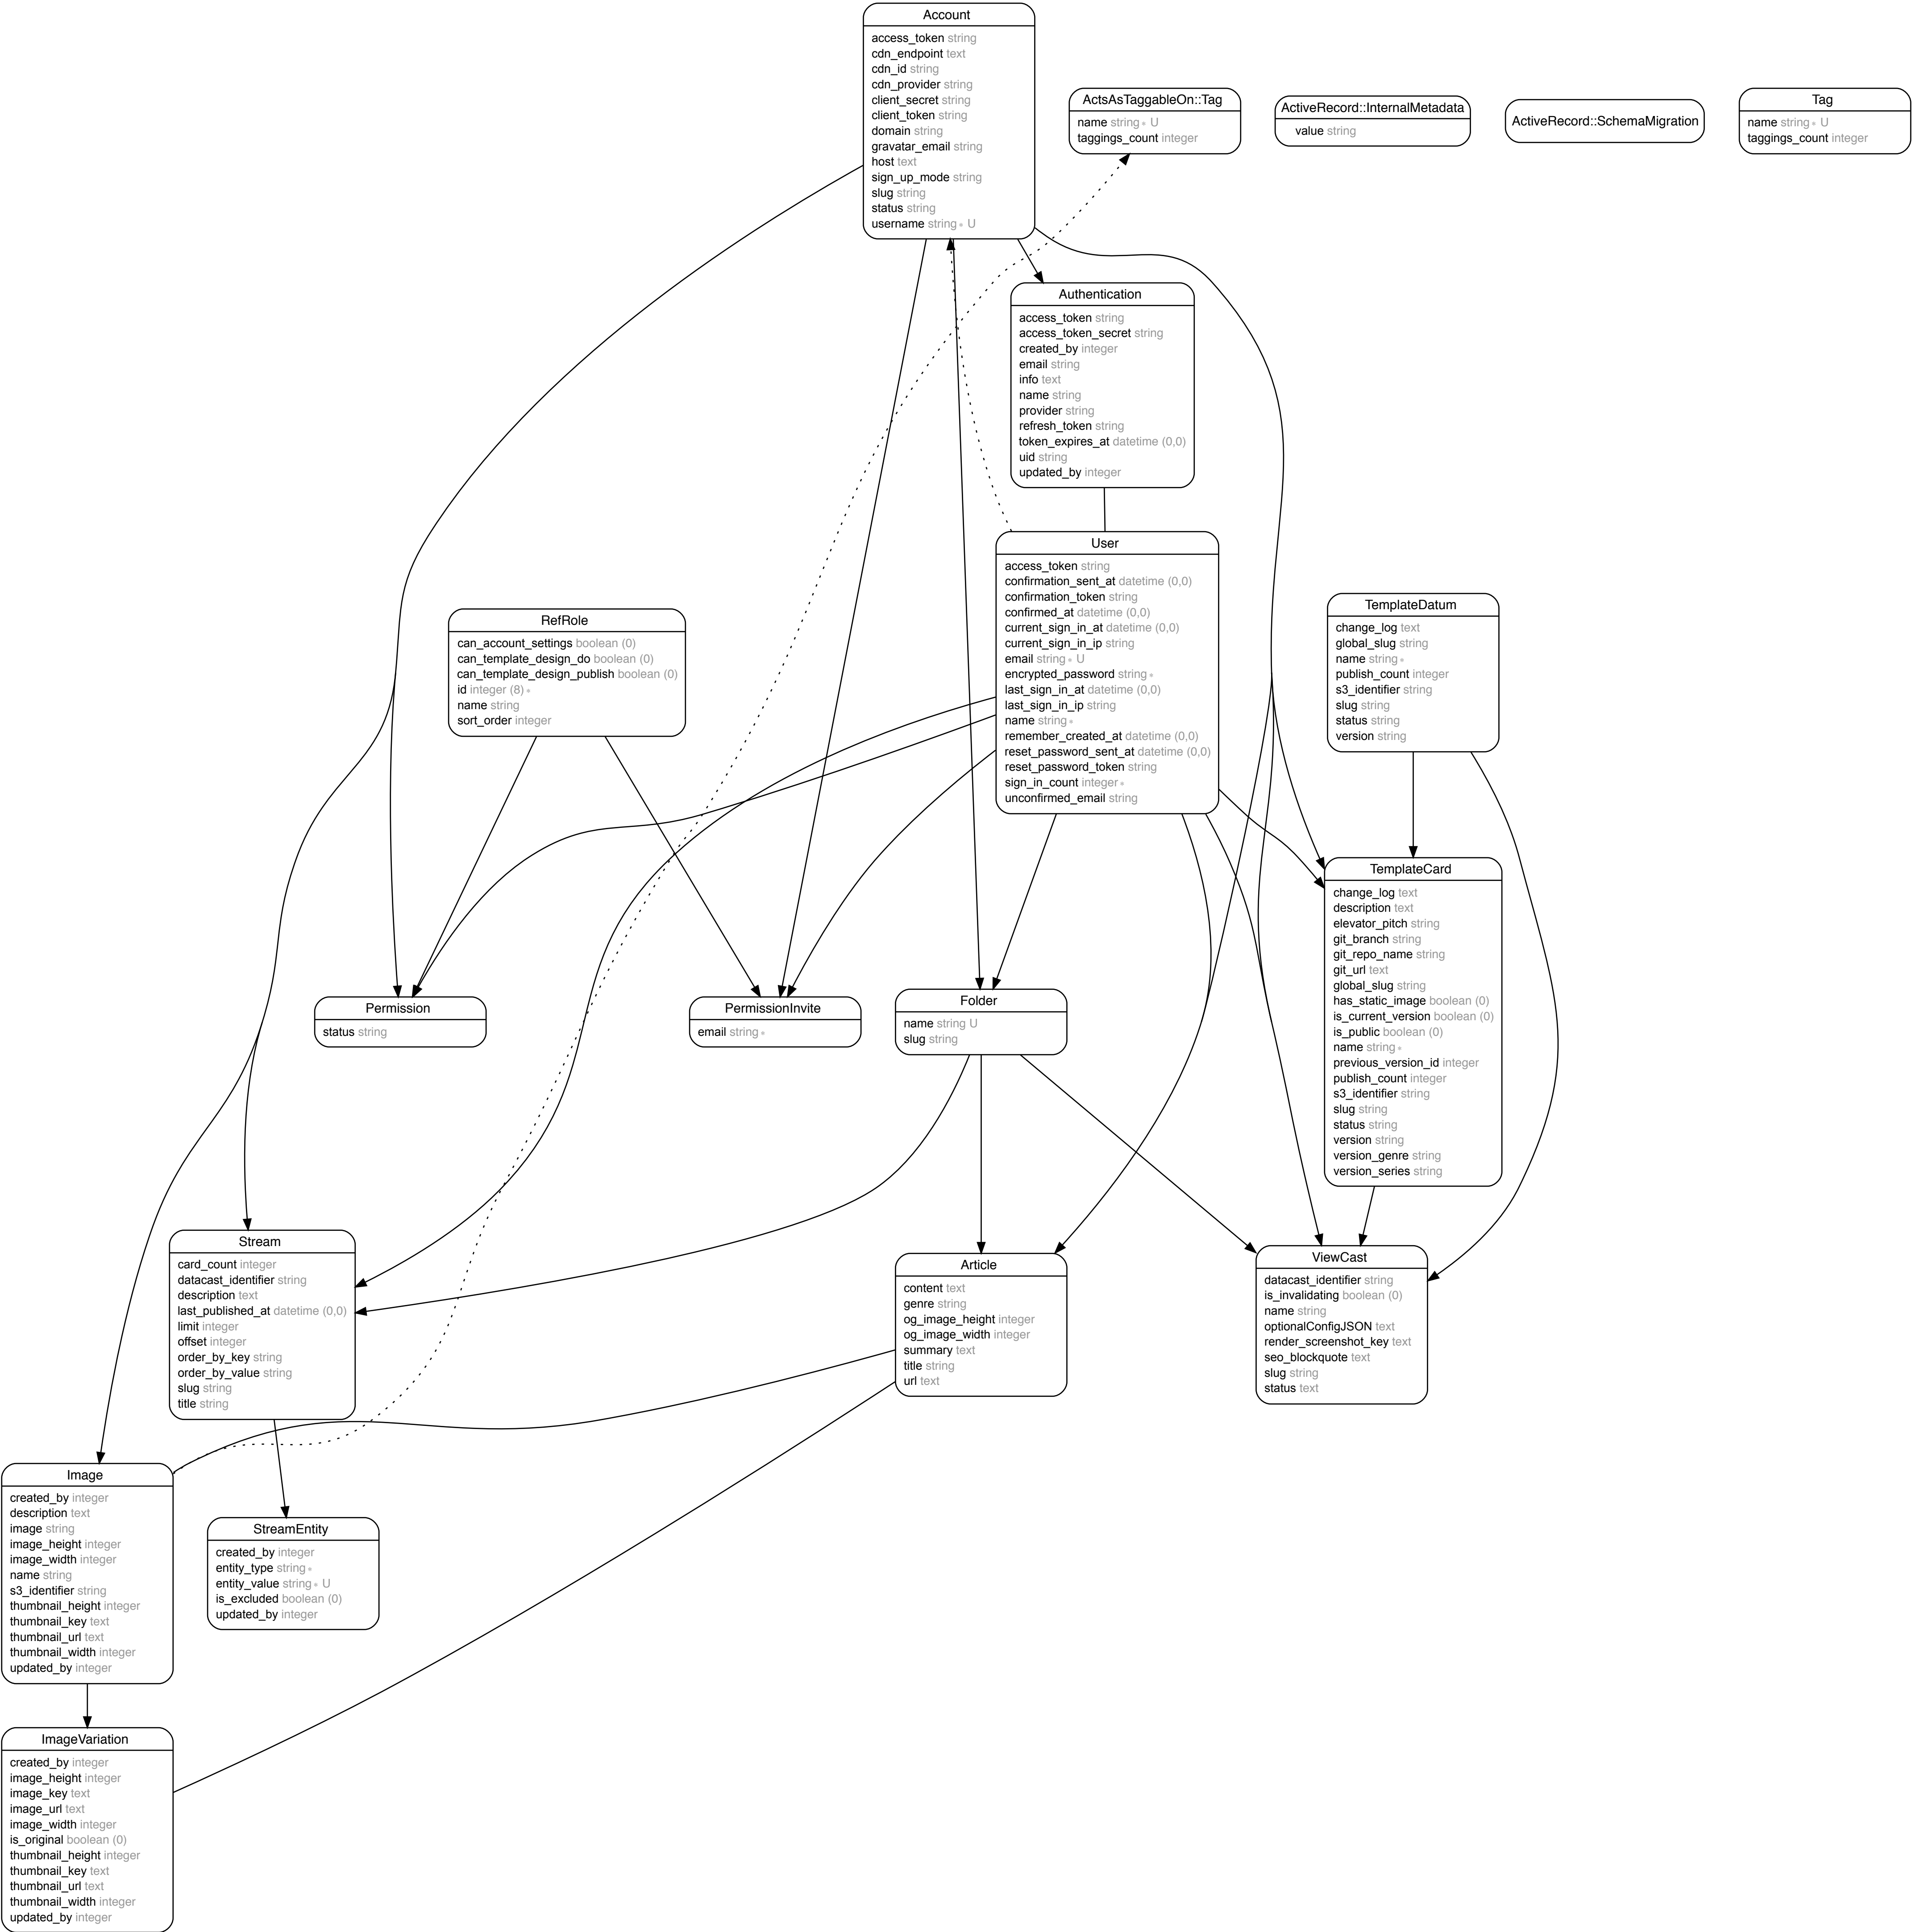 Account
access_token string
cdn_endpoint text
cdn_id string
cdn_provider string
client_secret string
client_token string
domain string
gravatar_email string
host text
sign_up_mode string
slug string
status string
username string∗ U
ActsAsTaggableOn::Tag
name string∗ U
taggings_count integer
ActiveRecord::InternalMetadata
value string
ActiveRecord::SchemaMigration
Tag
name string∗ U
taggings_count integer
Authentication
access_token string
access_token_secret string
created_by integer
email string
info text
name string
provider string
refresh_token string
token_expires_at datetime (0,0)
uid string
updated_by integer
User
access_token string
confirmation_sent_at datetime (0,0)
confirmation_token string
confirmed_at datetime (0,0)
current_sign_in_at datetime (0,0)
current_sign_in_ip string
email string∗ U
encrypted_password string∗
last_sign_in_at datetime (0,0)
last_sign_in_ip string
name string∗
remember_created_at datetime (0,0)
reset_password_sent_at datetime (0,0)
reset_password_token string
sign_in_count integer∗
unconfirmed_email string
RefRole
can_account_settings boolean (0)
can_template_design_do boolean (0)
can_template_design_publish boolean (0)
id integer (8)∗
name string
sort_order integer
TemplateDatum
change_log text
global_slug string
name string∗
publish_count integer
s3_identifier string
slug string
status string
version string
TemplateCard
change_log text
description text
elevator_pitch string
git_branch string
git_repo_name string
git_url text
global_slug string
has_static_image boolean (0)
is_current_version boolean (0)
is_public boolean (0)
name string∗
previous_version_id integer
publish_count integer
s3_identifier string
slug string
status string
version string
version_genre string
version_series string
Permission
status string
PermissionInvite
email string∗
Folder
name string U
slug string
Stream
card_count integer
datacast_identifier string
description text
last_published_at datetime (0,0)
limit integer
offset integer
order_by_key string
order_by_value string
slug string
title string
Article
content text
genre string
og_image_height integer
og_image_width integer
summary text
title string
url text
ViewCast
datacast_identifier string
is_invalidating boolean (0)
name string
optionalConfigJSON text
render_screenshot_key text
seo_blockquote text
slug string
status text
Image
created_by integer
description text
image string
image_height integer
image_width integer
name string
s3_identifier string
thumbnail_height integer
thumbnail_key text
thumbnail_url text
thumbnail_width integer
updated_by integer
StreamEntity
created_by integer
entity_type string∗
entity_value string∗ U
is_excluded boolean (0)
updated_by integer
ImageVariation
created_by integer
image_height integer
image_key text
image_url text
image_width integer
is_original boolean (0)
thumbnail_height integer
thumbnail_key text
thumbnail_url text
thumbnail_width integer
updated_by integer